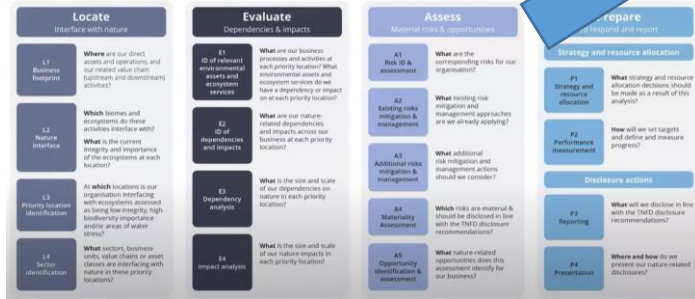 Locate
Interface with nature
L1
Business
footprint
Where are our direct
assets and operations, and
our related value chain
(upstream and downstream)
activities?
L2
Nature
interface
Which biomes and
ecosystems do these
activities interface with?
What is the current
integrity and importance
of the ecosystems at each
location?
L3
Priority location
identification
At which locations is our
organisation interfacing
with ecosystems assessed
as being low integrity, high
biodiversity importance
and/or areas of water
stress?
L4
Sector
identification
What sectors, business
units, value chains or asset
classes are interfacing with
nature in these priority
locations?
Evaluate
Dependencies & impacts
E1
ID of relevant
environmental
assets and
ecosystem
services
What are our business
processes and activities at
each priority location? What
environmental assets and
ecosystem services do we
have a dependency or impact
on at each priority location?
E2
ID of
dependencies
and impacts
What are our nature-
related dependencies
and impacts across our
business at each priority
location?
E3
Dependency
analysis
What is the size and scale
of our dependencies on
nature in each priority
location?
E4
Impact analysis
What is the size and scale
of our nature impacts in
each priority location?
Assess
Material risks & opportunities
A1
Risk ID &
assessment
What are the
corresponding risks for our
organisation?
A2
Existing risks
mitigation &
management
What existing risk
mitigation and
management approaches
are we already applying?
A3
Additional risks
mitigation &
management
What additional
risk mitigation and
management actions
should we consider?
A4
Materiality
Assessment
Which risks are material &
should be disclosed in line
with the TNFD disclosure
recommendations?
A5
Opportunity
identification &
assessment
What nature-related
opportunities does this
assessment identify for
our business?
repare
respond and report
Strategy and resource allocation
P1
Strategy and
resource
allocation
What strategy and resource
allocation decisions should
be made as a result of this
analysis?
P2
Performance
measurement
How will we set targets
and define and measure
progress?
Disclosure actions
P3
Reporting
What will we disclose in line
with the TNFD disclosure
recommendations?
P4
Presentation
Where and how do we
present our nature-related
disclosures?